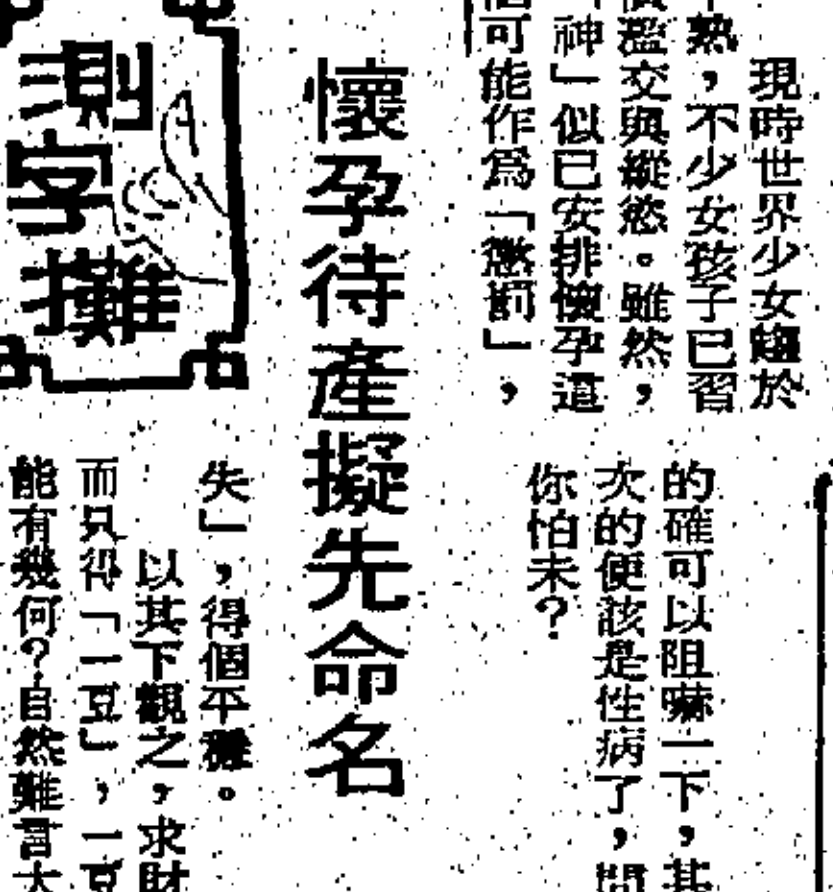 現時世界少女趨於
熟，不少女孩子已習
濫交與縱慾。雖然，
神」似已安排懷孕這
可能作為「懲罰」，
的確可以阻嚇一下，其
次的便該是性病了，問
你怕未？
懷孕待產擬先命名
測字攤
失」，得個平穩。
以其下觀之，求財
而只得「一豆」，一豆
能有幾何？自然難言大